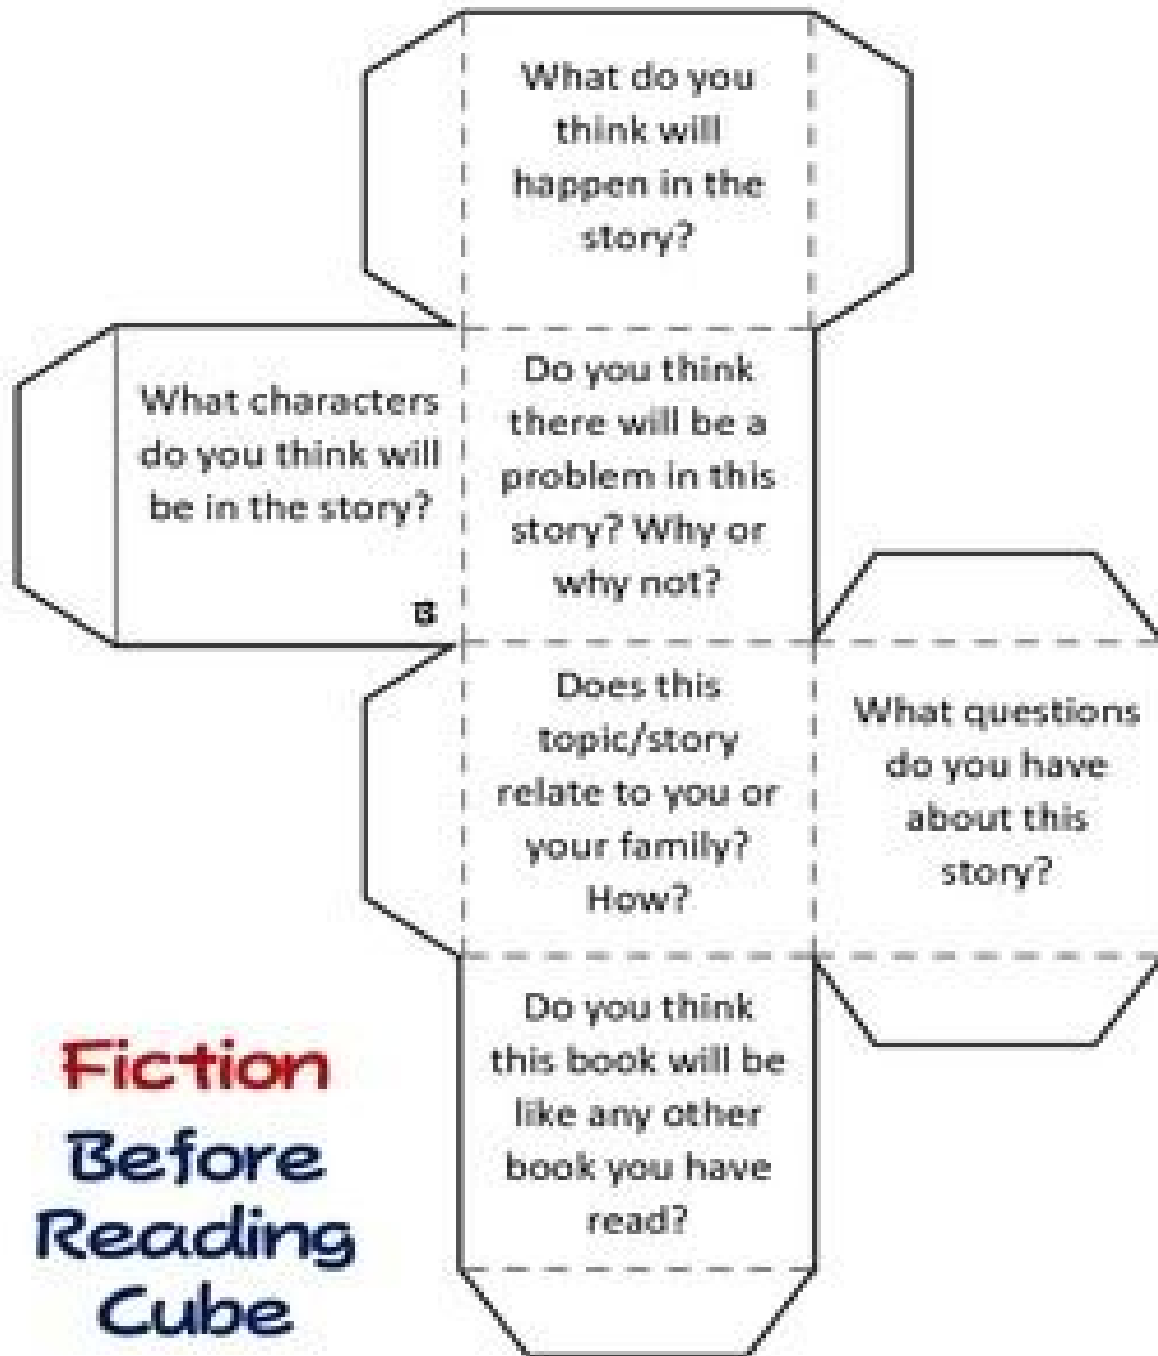 What do you
think will
happen in the
story?
What characters
do you think will
be in the story?
B
Do you think
there will be a
problem in this
story? Why or
why not?
Does this
topic/story
relate to you or
your family?
How?
What questions
do you have
about this
story?
Do you think
this book will be
like any other
book you have
read?
Fiction
Before
Reading
Cube